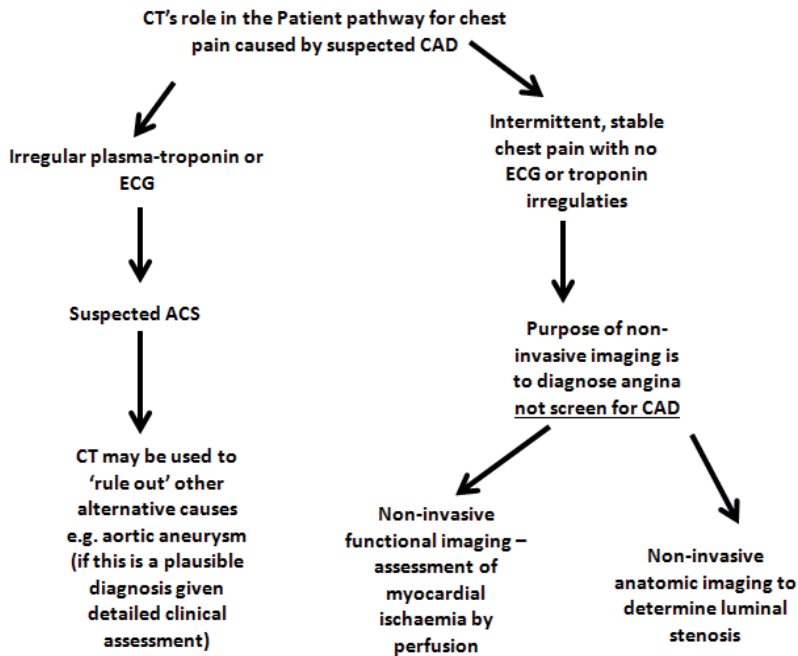 CT's role in the Patient pathway for chest
pain caused by suspected CAD
Irregular plasma-troponin or
ECG
Suspected ACS
CT may be used to
‘rule out’ other
alternative causes
e.g. aortic aneurysm
(if this is a plausible
diagnosis given
detailed clinical
assessment)
Intermittent, stable
chest pain with no
ECG or troponin
irregulaties
Purpose of non-
invasive imaging is
to diagnose angina
not screen for CAD
Non-invasive
functional imaging –
assessment of
myocardial
ischaemia by
perfusion
Non-invasive
anatomic imaging to
determine luminal
stenosis